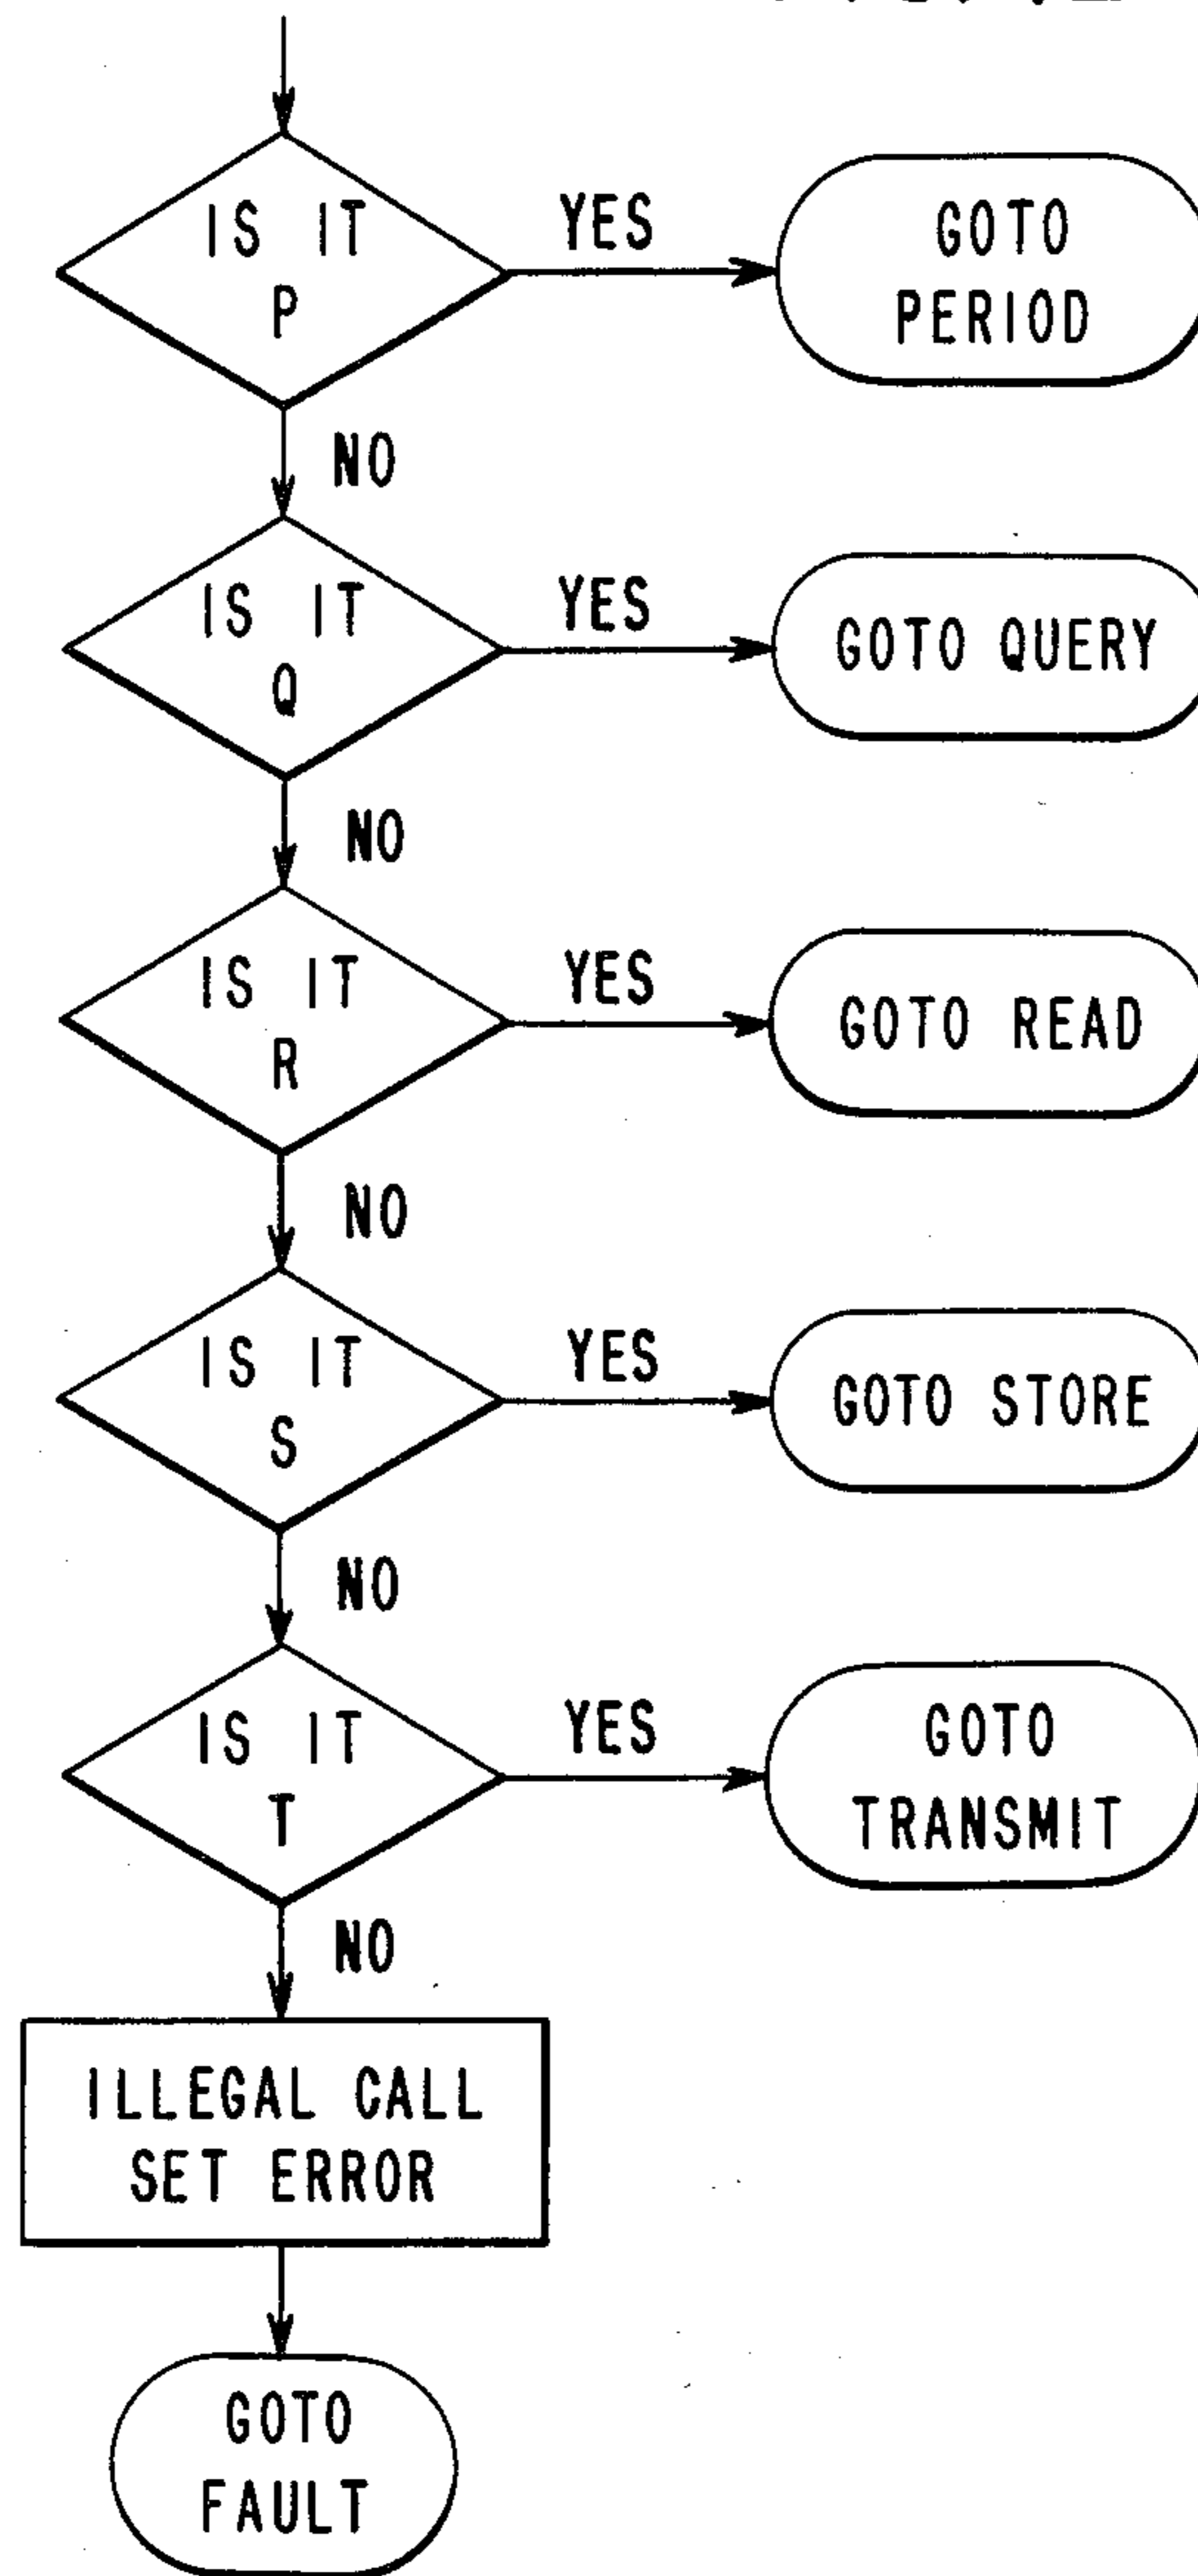 IS IT
P
YES
GOTO
PERIOD
NO
IS IT
Q
YES
GOTO QUERY
NO
IS IT
R
YES
GOTO READ
NO
IS IT
S
YES
GOTO STORE
NO
IS IT
T
YES
GOTO
TRANSMIT
NO
ILLEGAL CALL
SET ERROR
GOTO
FAULT